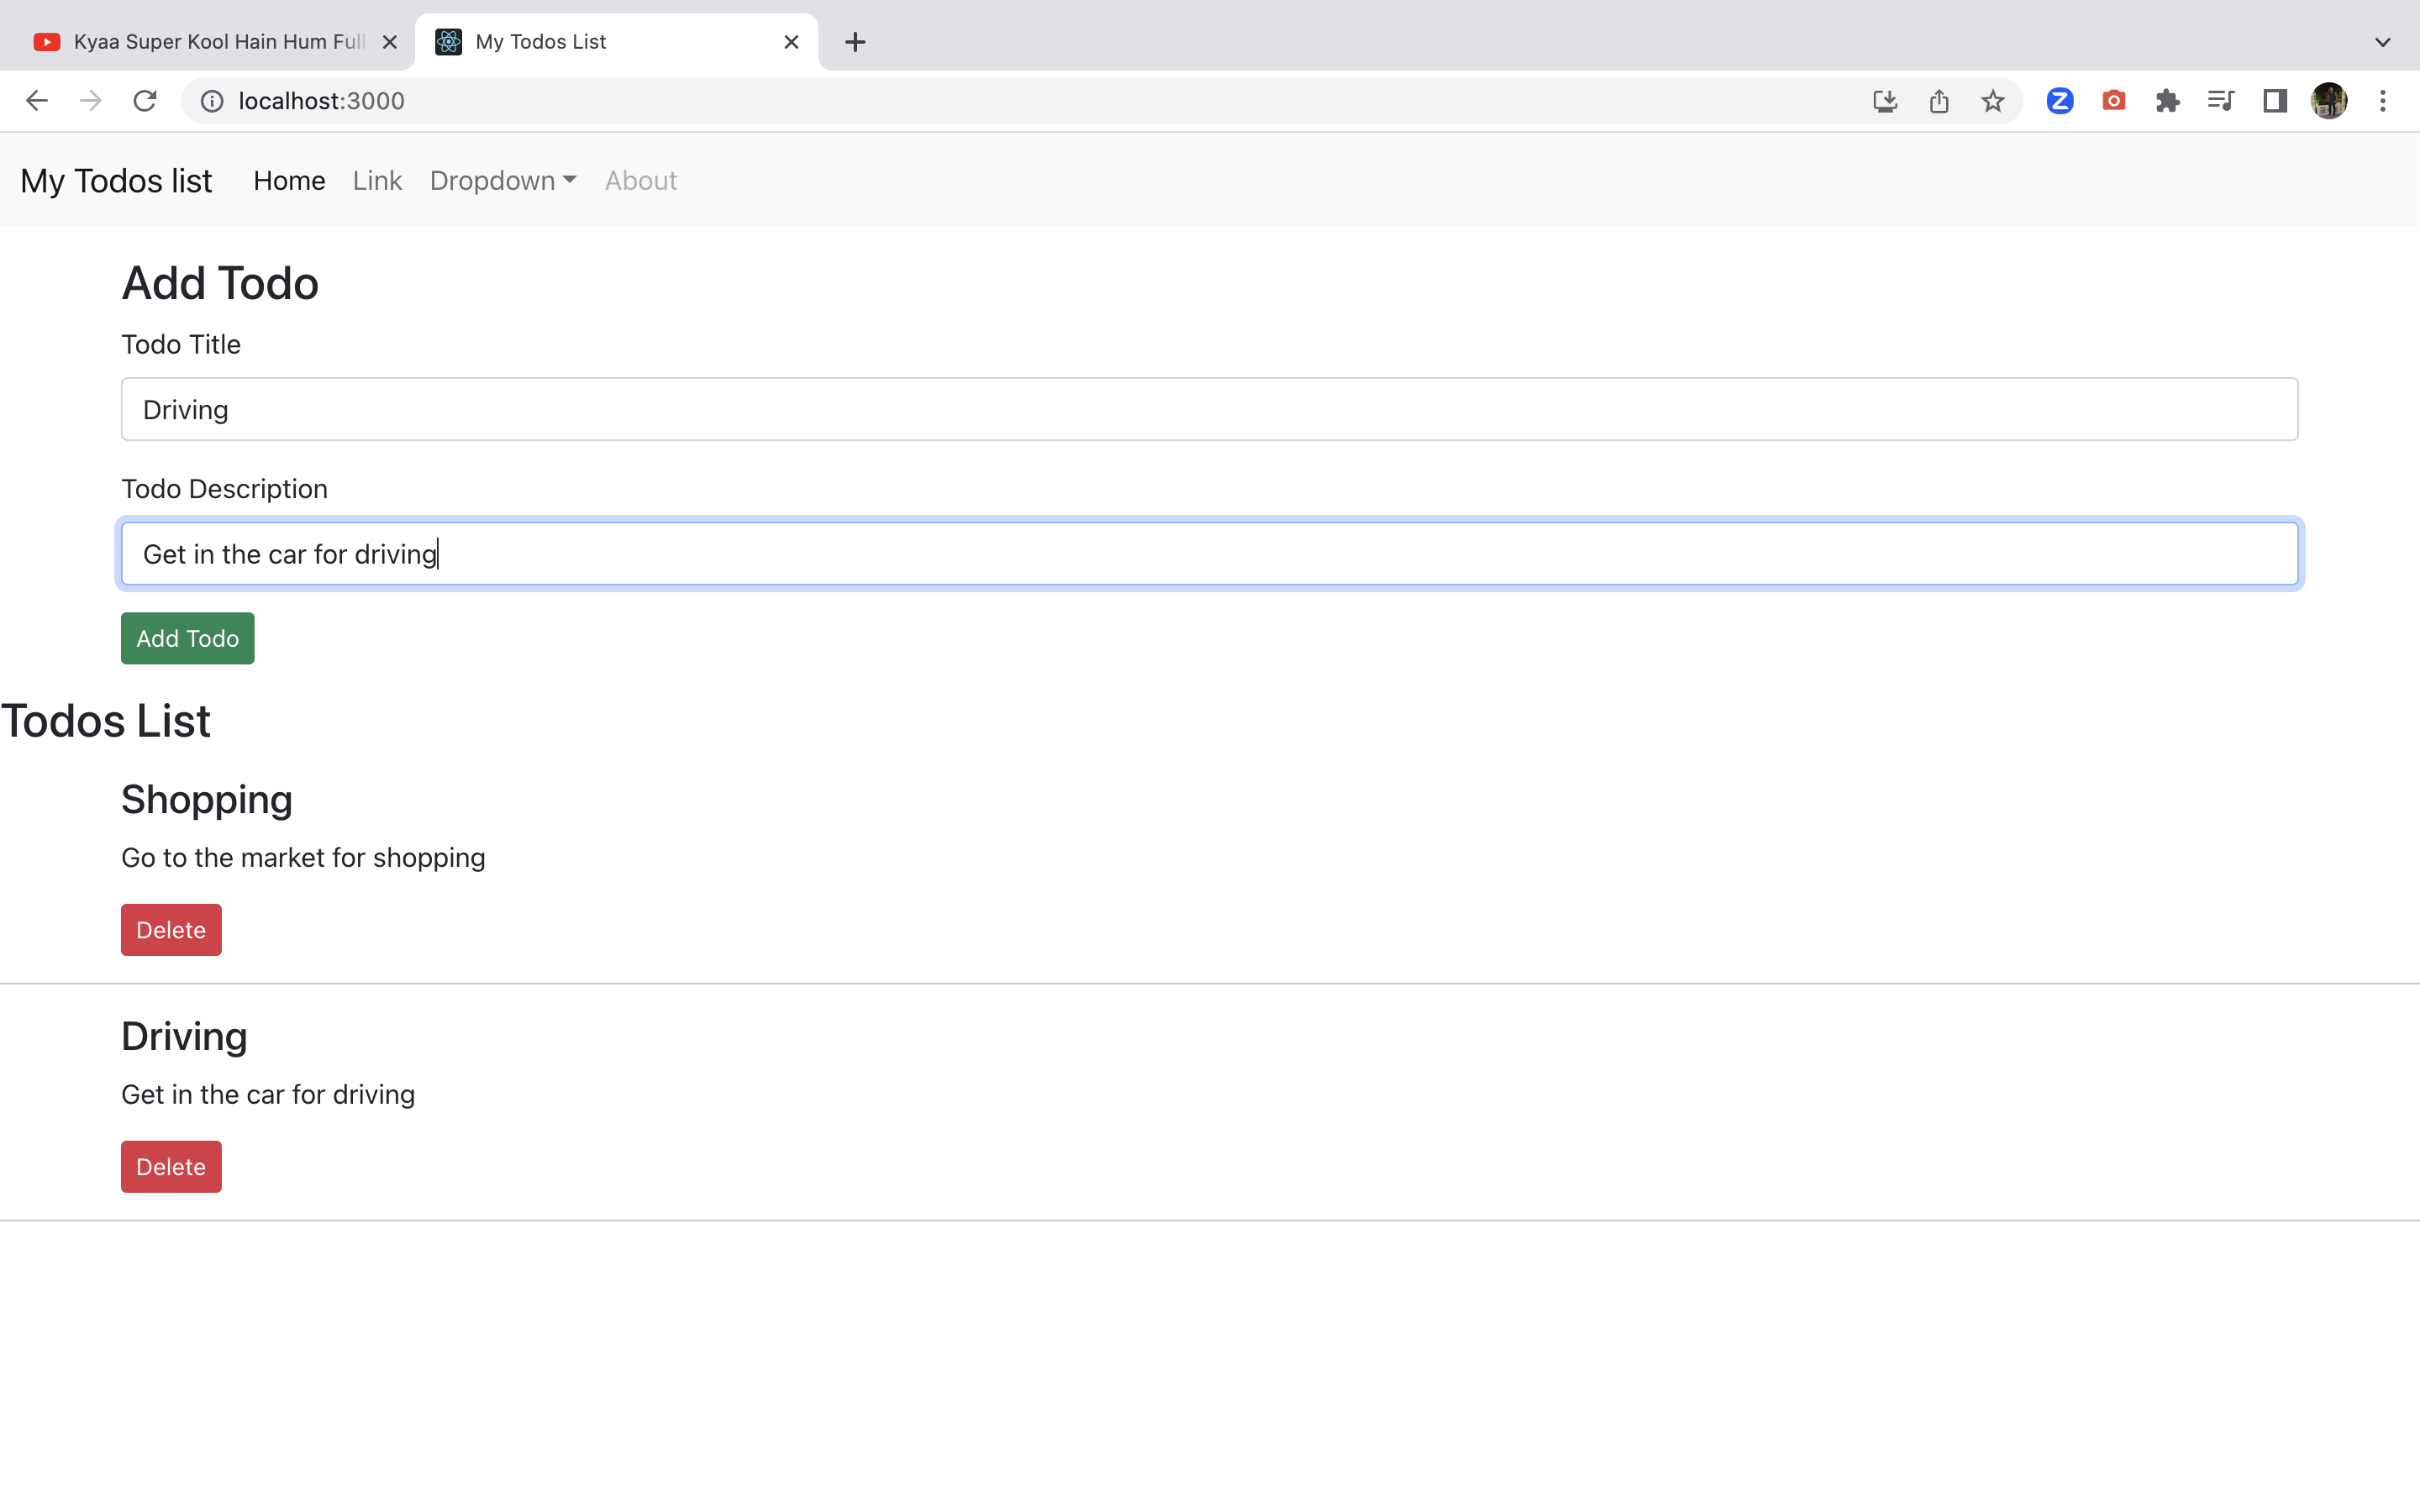 Kyaa Super Kool Hain Hum Full
My Todos List
localhost:3000
My Todos list Home Link Dropdown About
Add Todo
Todo Title
Driving
Todo Description
Get in the car for driving
Add Todo
Todos List
Shopping
Go to the market for shopping
Delete
Driving
Get in the car for driving
Delete